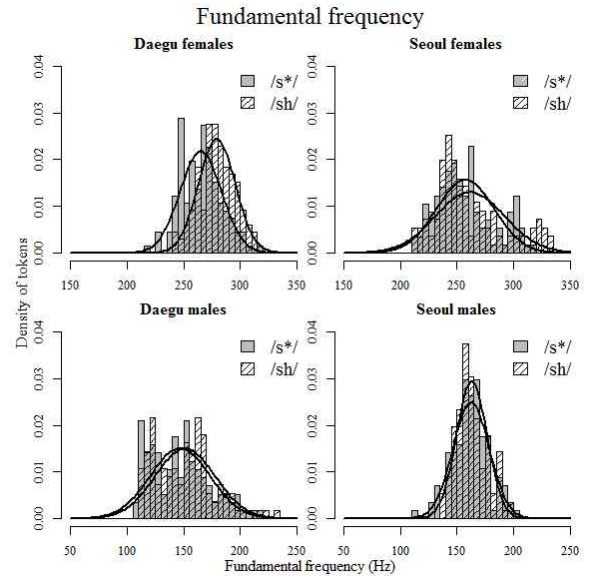 Fundamental frequency
Daegu females
Seoul females
0.04
0.03
0.02
0.01
0.00
/s*/
/sh/
150
200
250
300
350
0.04
0.03
0.02
0.01
0.00
/s*/
/sh/
150
200
250
300
350
Density of tokens
Daegu males
Seoul males
0.04
0.03
0.02
0.01
0.00
/s*/
/sh/
50
100
150
200
250
0.04
0.03
0.02
0.01
0.00
/s*/
/sh/
50
100
150
200
250
Fundamental frequency (Hz)